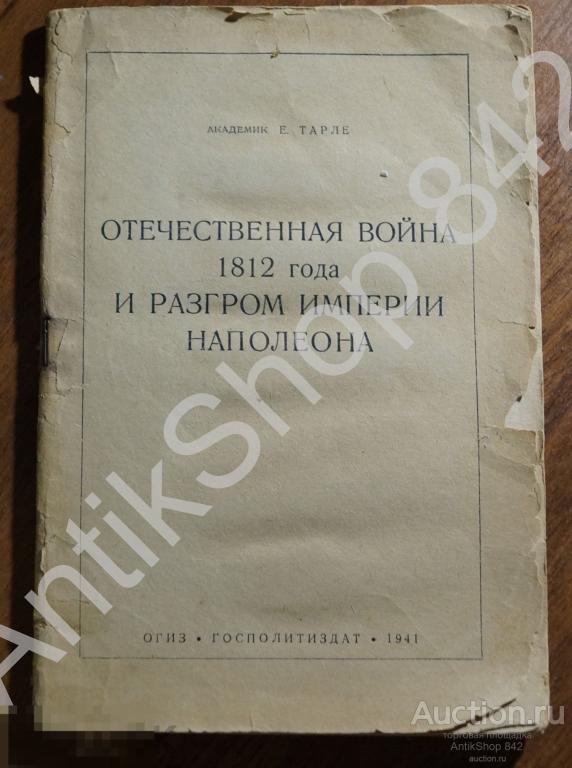 АКАДЕМИК Е. ТАРЛЕ
ОТЕЧЕСТВЕННАЯ ВОЙНА
1812 года
И РАЗГРОМ ИМПЕРИИ
НАПОЛЕОНА
ОГИЗ • ГОСПОЛИТИЗДАТ • 1941
AntikShop 842
Auction.ru
торговая площадка
AntikShop 842
auction.ru